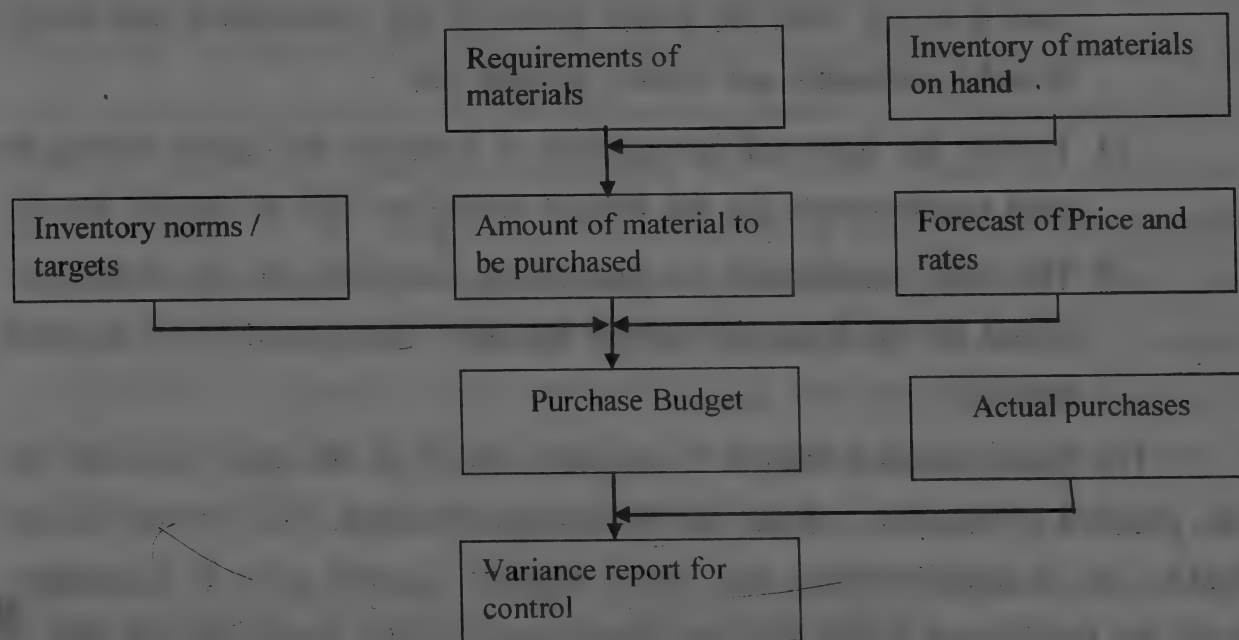 Requirements of
materials
Inventory of materials
on hand
Inventory norms /
targets
Amount of material to
be purchased
Forecast of Price and
rates
Purchase Budget
Actual purchases
Variance report for
control